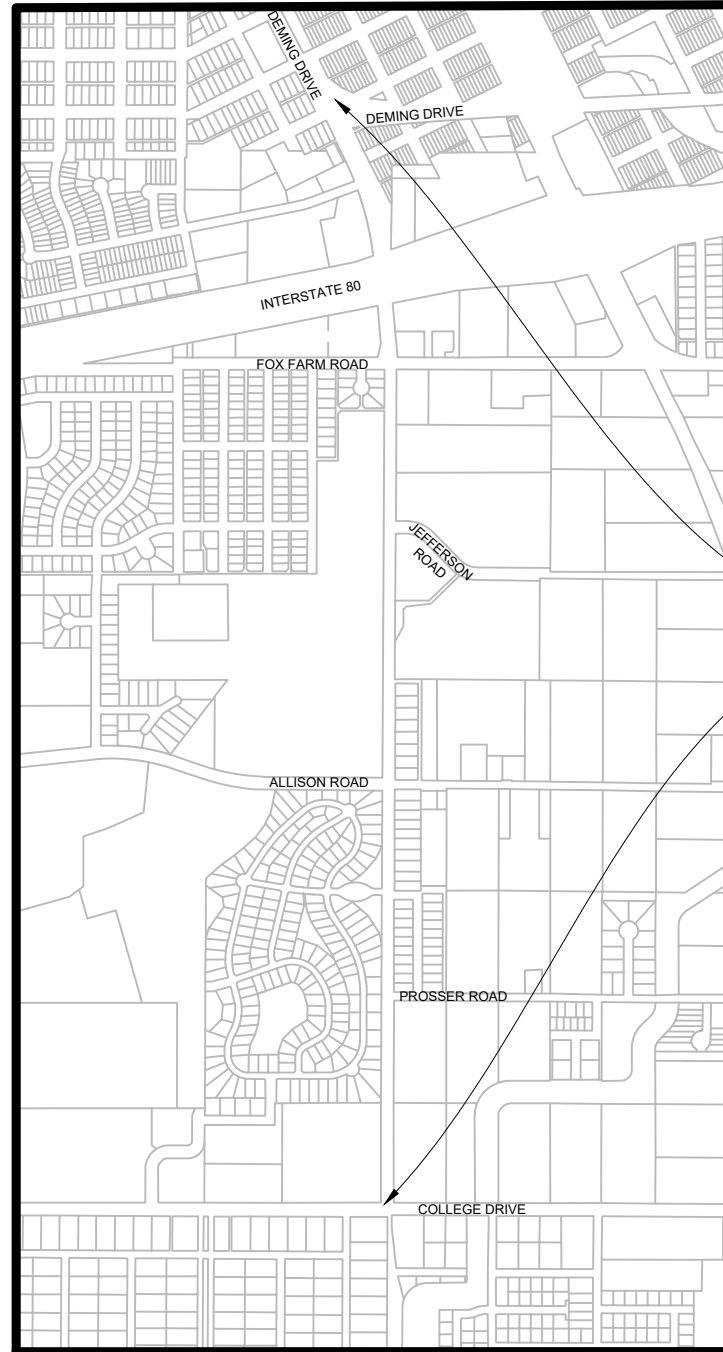 DEMING DRIVE
DEMING DRIVE
INTERSTATE 80
FOX FARM ROAD
JEFFERSON
ROAD
ALLISON ROAD
PROSSER ROAD
COLLEGE DRIVE